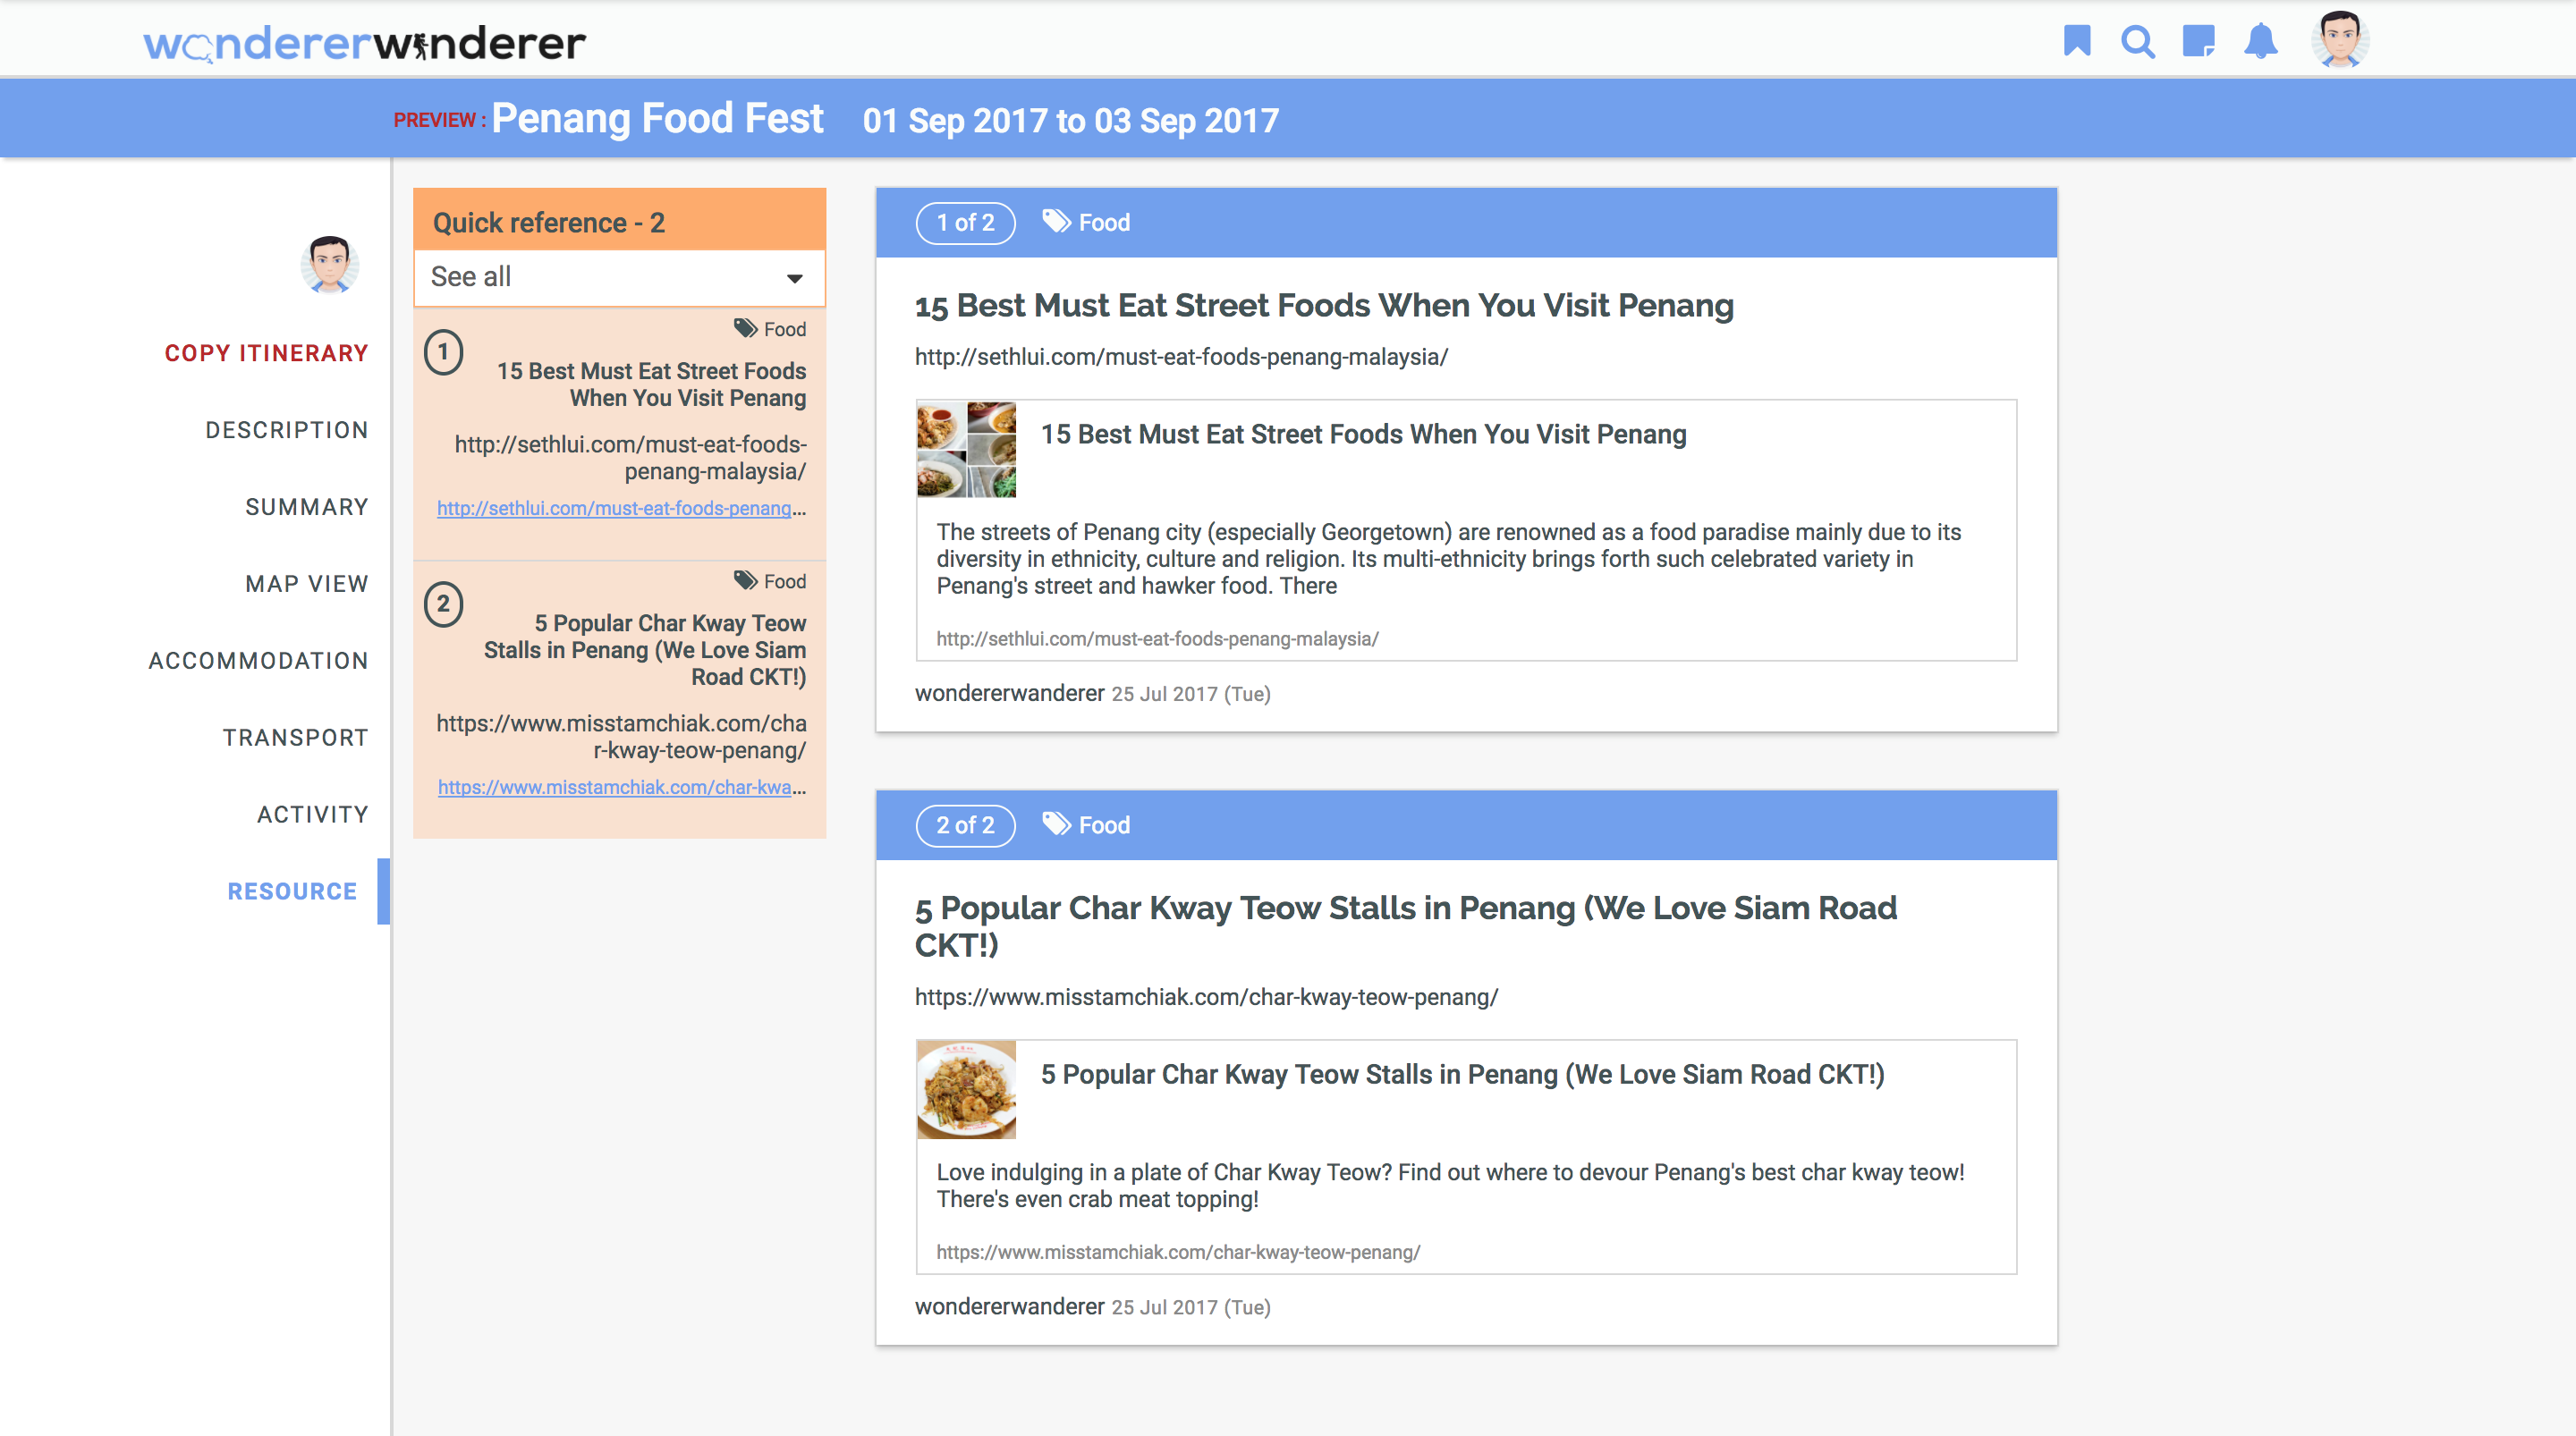 wondererwanderer
PREVIEW : Penang Food Fest 01 Sep 2017 to 03 Sep 2017
COPY ITINERARY
DESCRIPTION
SUMMARY
MAP VIEW
ACCOMMODATION
TRANSPORT
ACTIVITY
RESOURCE
Quick reference - 2
See all
1
Food
15 Best Must Eat Street Foods
When You Visit Penang
http://sethlui.com/must-eat-foods-
penang-malaysia/
http://sethlui.com/must-eat-foods-penang...
2
Food
5 Popular Char Kway Teow
Stalls in Penang (We Love Siam
Road CKT!)
https://www.misstamchiak.com/cha
r-kway-teow-penang/
https://www.misstamchiak.com/char-kwa...
1 of 2 Food
15 Best Must Eat Street Foods When You Visit Penang
http://sethlui.com/must-eat-foods-penang-malaysia/
15 Best Must Eat Street Foods When You Visit Penang
The streets of Penang city (especially Georgetown) are renowned as a food paradise mainly due to its
diversity in ethnicity, culture and religion. Its multi-ethnicity brings forth such celebrated variety in
Penang's street and hawker food. There
http://sethlui.com/must-eat-foods-penang-malaysia/
wondererwanderer 25 Jul 2017 (Tue)
2 of 2 Food
5 Popular Char Kway Teow Stalls in Penang (We Love Siam Road
CKT!)
https://www.misstamchiak.com/char-kway-teow-penang/
5 Popular Char Kway Teow Stalls in Penang (We Love Siam Road CKT!)
Love indulging in a plate of Char Kway Teow? Find out where to devour Penang's best char kway teow!
There's even crab meat topping!
https://www.misstamchiak.com/char-kway-teow-penang/
wondererwanderer 25 Jul 2017 (Tue)